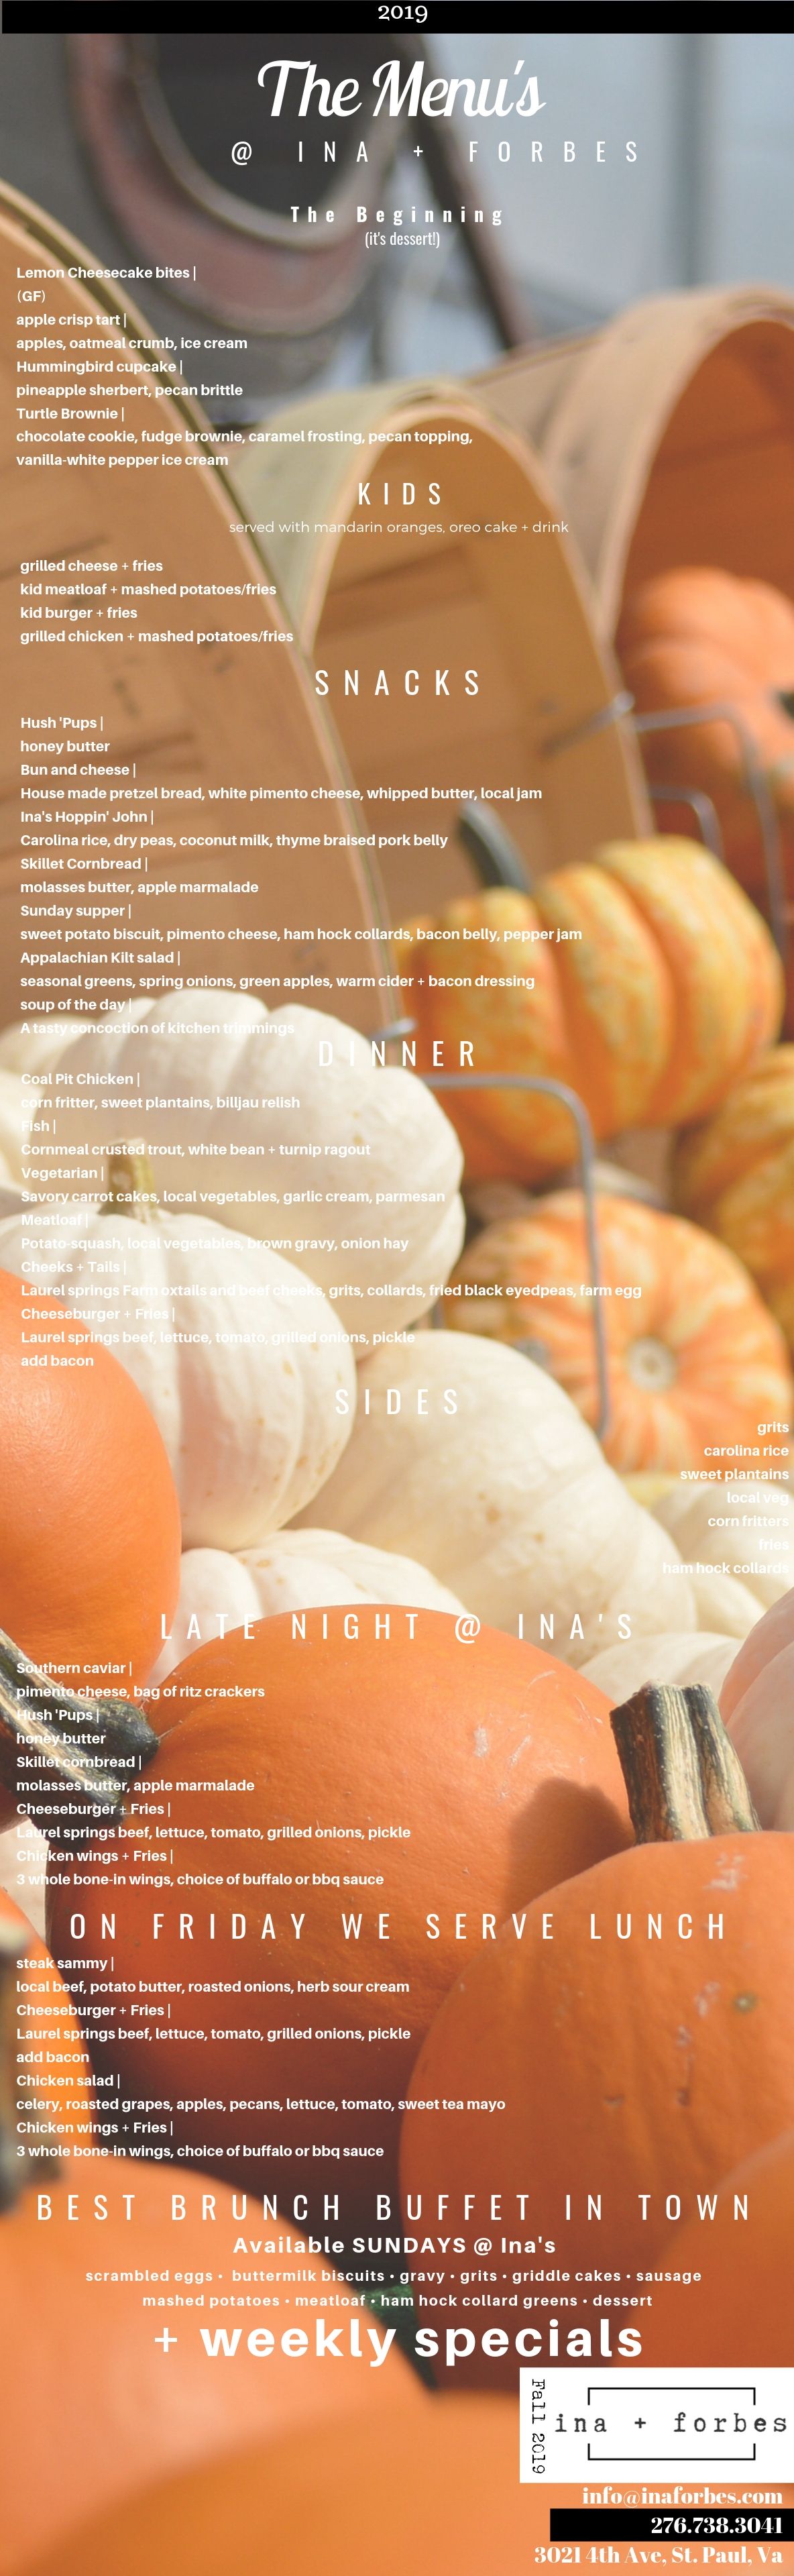 2019
The Menu's
@ INA + FORBES
The Beginning
(it's dessert!)
Lemon Cheesecake bites |
(GF)
apple crisp tart |
apples, oatmeal crumb, ice cream
Hummingbird cupcake |
pineapple sherbert, pecan brittle
Turtle Brownie |
chocolate cookie, fudge brownie, caramel frosting, pecan topping,
vanilla-white pepper ice cream
KIDS
served with mandarin oranges, oreo cake + drink
grilled cheese + fries
kid meatloaf + mashed potatoes/fries
kid burger + fries
grilled chicken + mashed potatoes/fries
SNACKS
Hush 'Pups |
honey butter
Bun and cheese |
House made pretzel bread, white pimento cheese, whipped butter, local jam
Ina's Hoppin' John |
Carolina rice, dry peas, coconut milk, thyme braised pork belly
Skillet Cornbread |
molasses butter, apple marmalade
Sunday supper |
sweet potato biscuit, pimento cheese, ham hock collards, bacon belly, pepper jam
Appalachian Kilt salad |
seasonal greens, spring onions, green apples, warm cider + bacon dressing
soup of the day |
A tasty concoction of kitchen trimmings
DINNER
Coal Pit Chicken |
corn fritter, sweet plantains, billjau relish
Fish |
Cornmeal crusted trout, white bean + turnip ragout
Vegetarian |
Savory carrot cakes, local vegetables, garlic cream, parmesan
Meatloaf |
Potato-squash, local vegetables, brown gravy, onion hay
Cheeks + Tails |
Laurel springs Farm oxtails and beef cheeks, grits, collards, fried black eyedpeas, farm egg
Cheeseburger + Fries |
Laurel springs beef, lettuce, tomato, grilled onions, pickle
add bacon
SIDES
grits
carolina rice
sweet plantains
local veg
corn fritters
fries
ham hock collards
LATE NIGHT @ INA'S
Southern caviar |
pimento cheese, bag of ritz crackers
Hush 'Pups |
honey butter
Skillet cornbread |
molasses butter, apple marmalade
Cheeseburger + Fries |
Laurel springs beef, lettuce, tomato, grilled onions, pickle
Chicken wings + Fries |
3 whole bone-in wings, choice of buffalo or bbq sauce
ON FRIDAY WE SERVE LUNCH
steak sammy |
local beef, potato butter, roasted onions, herb sour cream
Cheeseburger + Fries |
Laurel springs beef, lettuce, tomato, grilled onions, pickle
add bacon
Chicken salad |
celery, roasted grapes, apples, pecans, lettuce, tomato, sweet tea mayo
Chicken wings + Fries |
3 whole bone-in wings, choice of buffalo or bbq sauce
BEST BRUNCH BUFFET IN TOWN
Available SUNDAYS @ Ina's
scrambled eggs • buttermilk biscuits • gravy • grits • griddle cakes • sausage
mashed potatoes • meatloaf • ham hock collard greens • dessert
+ weekly specials
Fall 2019
ina + forbes
info@inaforbes.com
276.738.3041
3021 4th Ave, St. Paul, Va